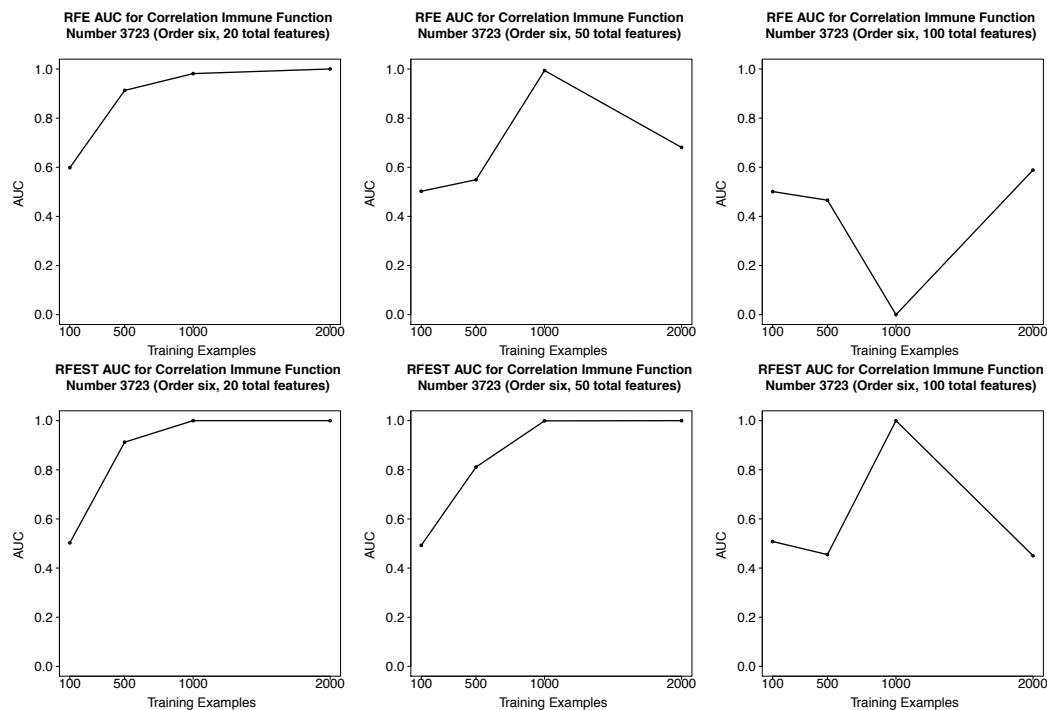 RFE AUC for Correlation Immune Function
Number 3723 (Order six, 20 total features)
1.0
0.8
0.6
0.4
0.2
0.0
AUC
100 500 1000 2000
Training Examples
RFE AUC for Correlation Immune Function
Number 3723 (Order six, 50 total features)
1.0
0.8
0.6
0.4
0.2
0.0
AUC
100 500 1000 2000
Training Examples
RFE AUC for Correlation Immune Function
Number 3723 (Order six, 100 total features)
1.0
0.8
0.6
0.4
0.2
0.0
AUC
100 500 1000 2000
Training Examples
RFEST AUC for Correlation Immune Function
Number 3723 (Order six, 20 total features)
1.0
0.8
0.6
0.4
0.2
0.0
AUC
100 500 1000 2000
Training Examples
RFEST AUC for Correlation Immune Function
Number 3723 (Order six, 50 total features)
1.0
0.8
0.6
0.4
0.2
0.0
AUC
100 500 1000 2000
Training Examples
RFEST AUC for Correlation Immune Function
Number 3723 (Order six, 100 total features)
1.0
0.8
0.6
0.4
0.2
0.0
AUC
100 500 1000 2000
Training Examples